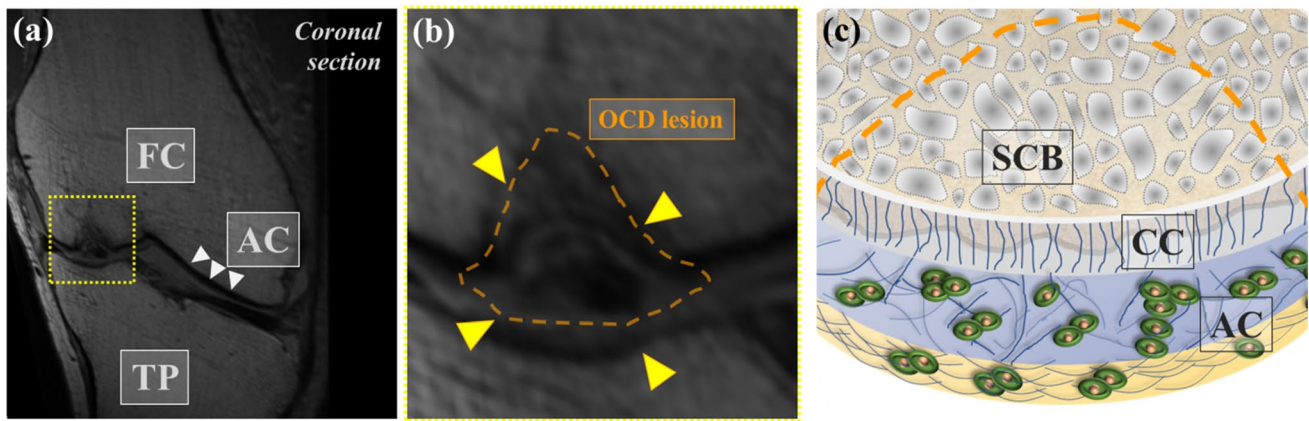 (a)
Coronal
section
FC
AC
TP
(b)
OCD lesion
(c)
SCB
CC
AC